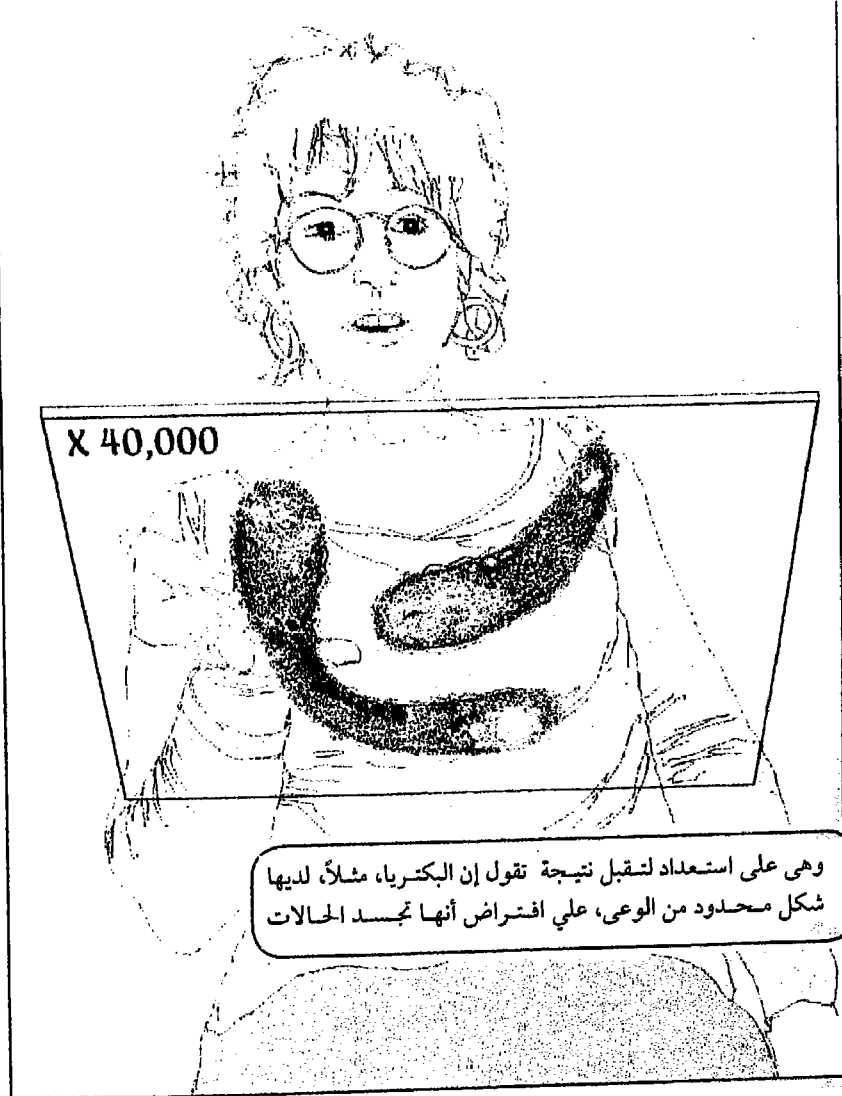 X 40,000
وهى على استعداد لتقبل نتيجة تقول إن البكتريا، مثلاً، لديها
شكل محدود من الوعى، علي افتراض أنها تجسد الحالات